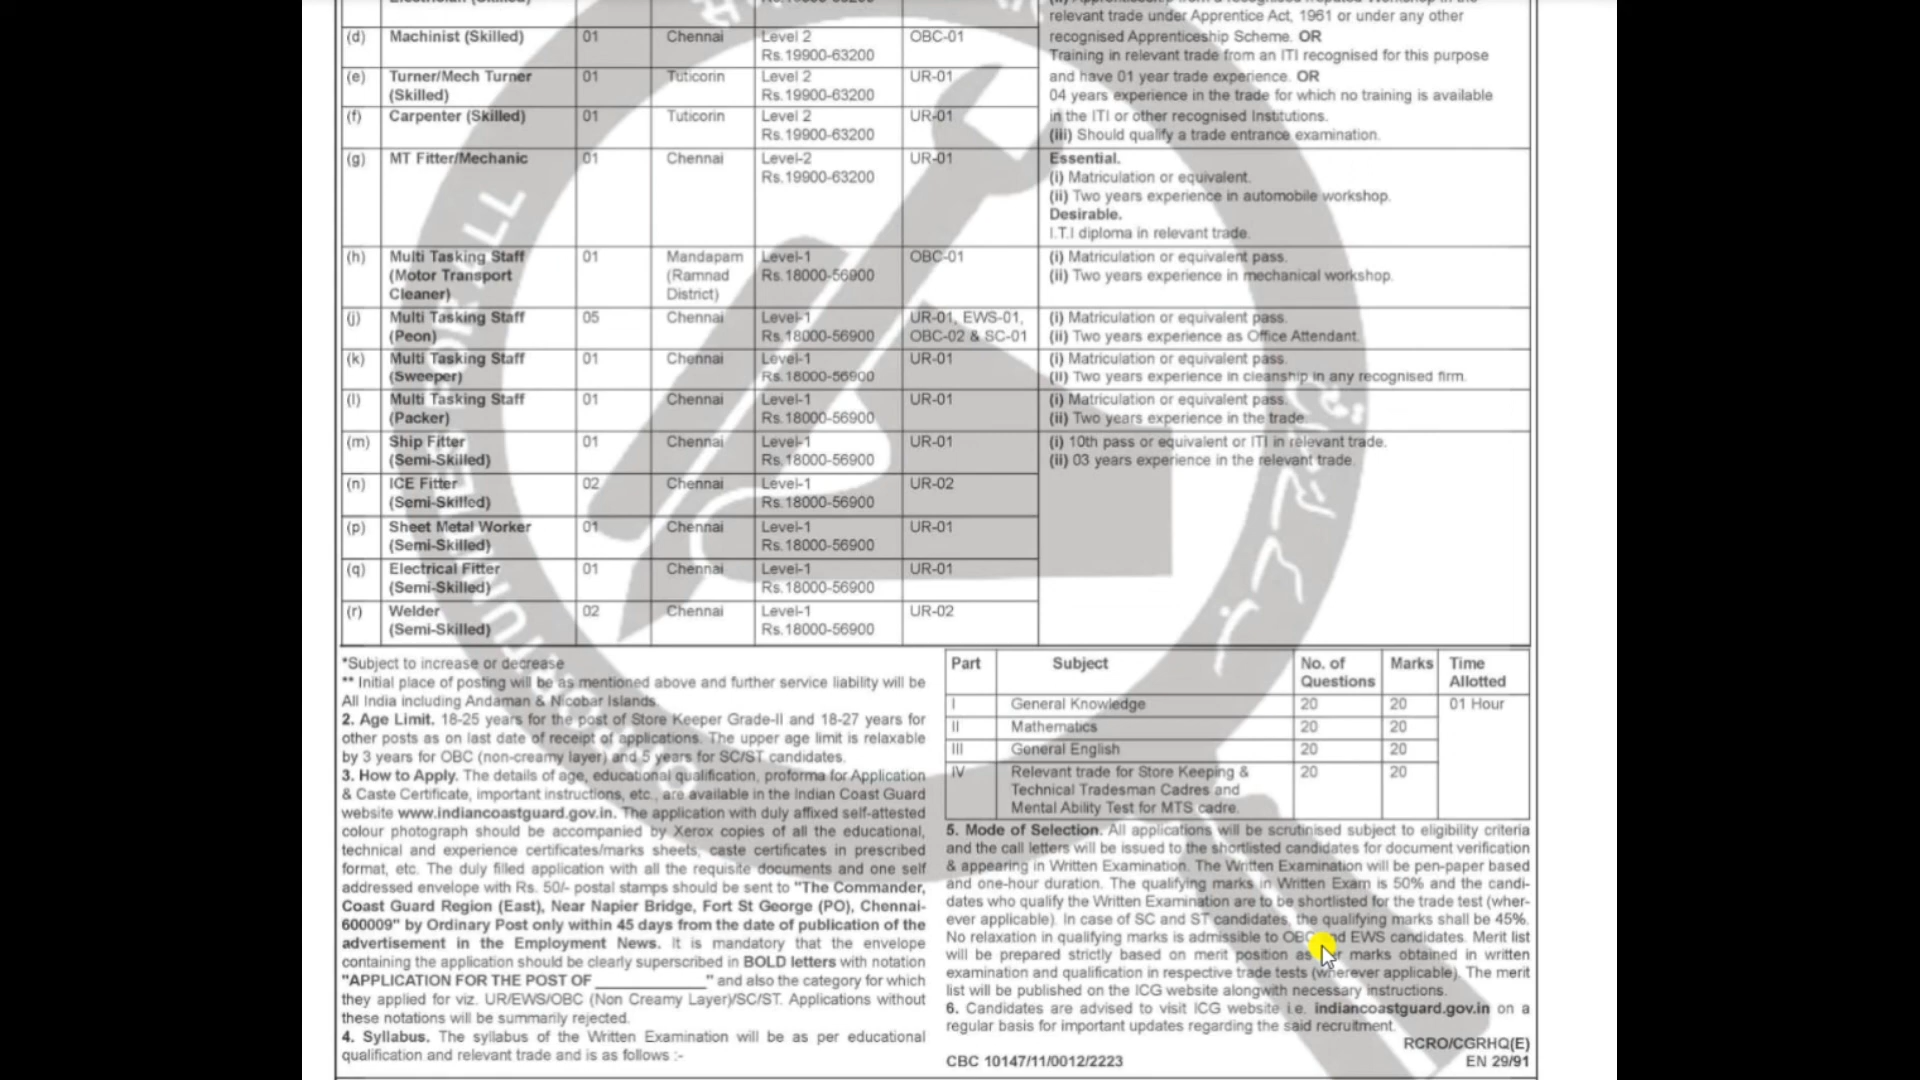 Electrician (Skilled) Rs.19900-63200
relevant trade under Apprentice Act, 1961 or under any other
(d) Machinist (Skilled) 01 Chennai Level 2 OBC-01 recognised Apprenticeship Scheme. OR
Rs.19900-63200 Training in relevant trade from an ITI recognised for this purpose
(e) Turner/Mech Turner 01 Tuticorin Level 2 UR-01 and have 01 year trade experience. OR
(Skilled) Rs.19900-63200 04 years experience in the trade for which no training is available
(f) Carpenter (Skilled) 01 Tuticorin Level 2 UR-01 in the ITI or other recognised Institutions.
Rs.19900-63200 (iii) Should qualify a trade entrance examination.
(g) MT Fitter/Mechanic 01 Chennai Level-2 UR-01 Essential.
Rs.19900-63200 (i) Matriculation or equivalent.
(ii) Two years experience in automobile workshop.
Desirable.
I.T.I diploma in relevant trade.
(h) Multi Tasking Staff 01 Mandapam Level-1 OBC-01 (i) Matriculation or equivalent pass.
(Motor Transport (Ramnad Rs.18000-56900 (ii) Two years experience in mechanical workshop.
Cleaner) District)
(j) Multi Tasking Staff 05 Chennai Level-1 UR-01, EWS-01, (i) Matriculation or equivalent pass.
(Peon) Rs.18000-56900 OBC-02 & SC-01 (ii) Two years experience as Office Attendant.
(k) Multi Tasking Staff 01 Chennai Level-1 UR-01 (i) Matriculation or equivalent pass.
(Sweeper) Rs.18000-56900 (ii) Two years experience in cleanship in any recognised firm.
(l) Multi Tasking Staff 01 Chennai Level-1 UR-01 (i) Matriculation or equivalent pass.
(Packer) Rs.18000-56900 (ii) Two years experience in the trade.
(m) Ship Fitter 01 Chennai Level-1 UR-01 (i) 10th pass or equivalent or ITI in relevant trade.
(Semi-Skilled) Rs.18000-56900 (ii) 03 years experience in the relevant trade.
(n) ICE Fitter 02 Chennai Level-1 UR-02
(Semi-Skilled) Rs.18000-56900
(p) Sheet Metal Worker 01 Chennai Level-1 UR-01
(Semi-Skilled) Rs.18000-56900
(q) Electrical Fitter 01 Chennai Level-1 UR-01
(Semi-Skilled) Rs.18000-56900
(r) Welder 02 Chennai Level-1 UR-02
(Semi-Skilled) Rs.18000-56900
*Subject to increase or decrease
** Initial place of posting will be as mentioned above and further service liability will be
All India including Andaman & Nicobar Islands.
2. Age Limit. 18-25 years for the post of Store Keeper Grade-II and 18-27 years for
other posts as on last date of receipt of applications. The upper age limit is relaxable
by 3 years for OBC (non-creamy layer) and 5 years for SC/ST candidates.
3. How to Apply. The details of age, educational qualification, proforma for Application
& Caste Certificate, important instructions, etc., are available in the Indian Coast Guard
website www.indiancoastguard.gov.in. The application with duly affixed self-attested
colour photograph should be accompanied by Xerox copies of all the educational,
technical and experience certificates/marks sheets, caste certificates in prescribed
format, etc. The duly filled application with all the requisite documents and one self
addressed envelope with Rs. 50/- postal stamps should be sent to "The Commander,
Coast Guard Region (East), Near Napier Bridge, Fort St George (PO), Chennai-
600009" by Ordinary Post only within 45 days from the date of publication of the
advertisement in the Employment News. It is mandatory that the envelope
containing the application should be clearly superscribed in BOLD letters with notation
"APPLICATION FOR THE POST OF ____________" and also the category for which
they applied for viz. UR/EWS/OBC (Non Creamy Layer)/SC/ST. Applications without
these notations will be summarily rejected.
4. Syllabus. The syllabus of the Written Examination will be as per educational
qualification and relevant trade and is as follows :-
Part Subject No. of Marks Time
Questions Allotted
I General Knowledge 20 20 01 Hour
II Mathematics 20 20
III General English 20 20
IV Relevant trade for Store Keeping & 20 20
Technical Tradesman Cadres and
Mental Ability Test for MTS cadre.
5. Mode of Selection. All applications will be scrutinised subject to eligibility criteria
and the call letters will be issued to the shortlisted candidates for document verification
& appearing in Written Examination. The Written Examination will be pen-paper based
and one-hour duration. The qualifying marks in Written Exam is 50% and the candi-
dates who qualify the Written Examination are to be shortlisted for the trade test (wher-
ever applicable). In case of SC and ST candidates, the qualifying marks shall be 45%.
No relaxation in qualifying marks is admissible to OBC EWS candidates. Merit list
will be prepared strictly based on merit position as marks obtained in written
examination and qualification in respective trade tests (wherever applicable). The merit
list will be published on the ICG website alongwith necessary instructions.
6. Candidates are advised to visit ICG website i.e. indiancoastguard.gov.in on a
regular basis for important updates regarding the said recruitment.
RCRO/CGRHQ(E)
CBC 10147/11/0012/2223 EN 29/91